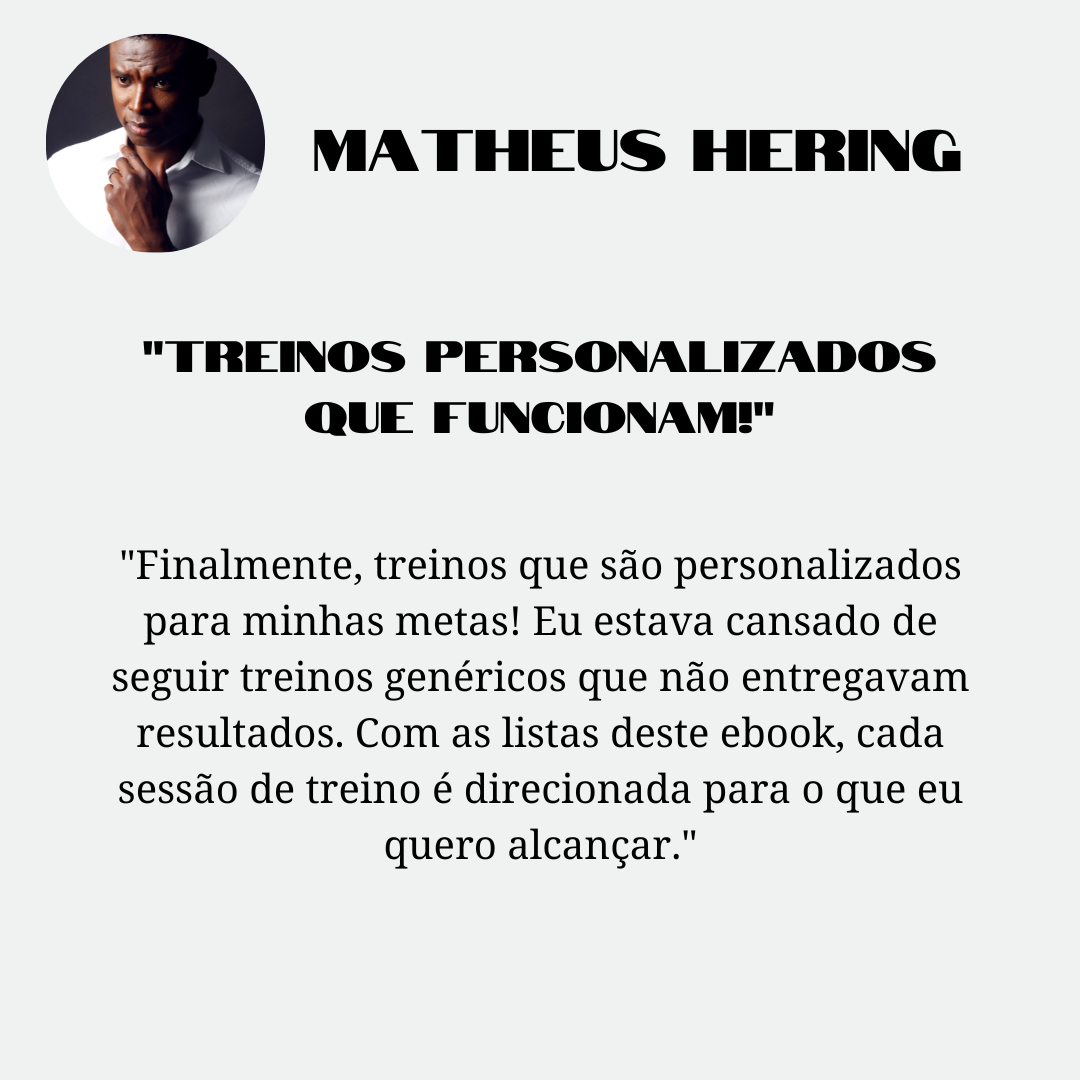 MATHEUS HERING
"TREINOS PERSONALIZADOS
QUE FUNCIONAM!"
"Finalmente, treinos que são personalizados
para minhas metas! Eu estava cansado de
seguir treinos genéricos que não entregavam
resultados. Com as listas deste ebook, cada
sessão de treino é direcionada para o que eu
quero alcançar."